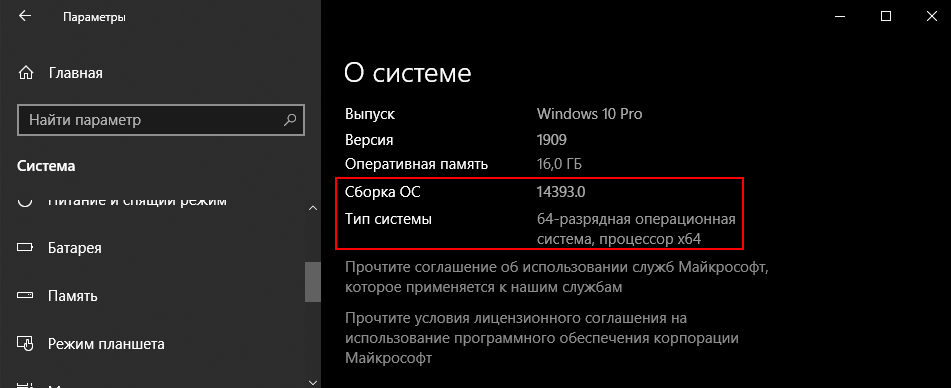 Параметры
Главная
Найти параметр
Система
Питание и спящий режим
Батарея
Память
Режим планшета
О системе
Выпуск Windows 10 Pro
Версия 1909
Оперативная память 16,0 ГБ
Сборка ОС 14393.0
Тип системы 64-разрядная операционная
система, процессор x64
Прочтите соглашение об использовании служб Майкрософт,
которое применяется к нашим службам
Прочтите условия лицензионного соглашения на
использование программного обеспечения корпорации
Майкрософт